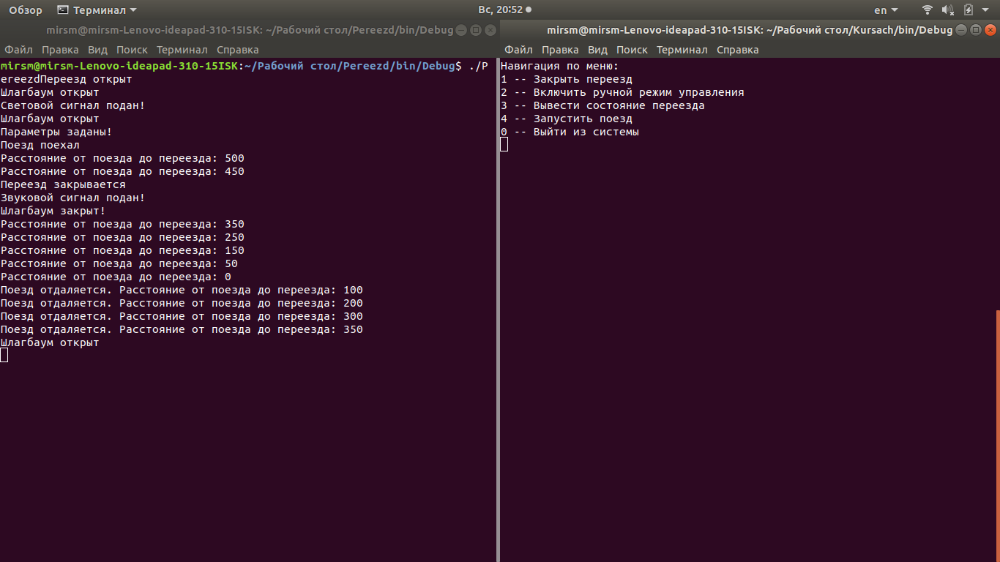 Обзор Терминал Вс, 20:52 en
mirsm@mirsm-Lenovo-ideapad-310-15ISK: ~/Рабочий стол/Pereezd/bin/Debug
Файл Правка Вид Поиск Терминал Справка
mirsm@mirsm-Lenovo-ideapad-310-15ISK:~/Рабочий стол/Pereezd/bin/Debug$ ./P
ereezdПереезд открыт
Шлагбаум открыт
Световой сигнал подан!
Шлагбаум открыт
Параметры заданы!
Поезд поехал
Расстояние от поезда до переезда: 500
Расстояние от поезда до переезда: 450
Переезд закрывается
Звуковой сигнал подан!
Шлагбаум закрыт!
Расстояние от поезда до переезда: 350
Расстояние от поезда до переезда: 250
Расстояние от поезда до переезда: 150
Расстояние от поезда до переезда: 50
Расстояние от поезда до переезда: 0
Поезд отдаляется. Расстояние от поезда до переезда: 100
Поезд отдаляется. Расстояние от поезда до переезда: 200
Поезд отдаляется. Расстояние от поезда до переезда: 300
Поезд отдаляется. Расстояние от поезда до переезда: 350
Шлагбаум открыт
mirsm@mirsm-Lenovo-ideapad-310-15ISK: ~/Рабочий стол/Kursach/bin/Debug
Файл Правка Вид Поиск Терминал Справка
Навигация по меню:
1 -- Закрыть переезд
2 -- Включить ручной режим управления
3 -- Вывести состояние переезда
4 -- Запустить поезд
0 -- Выйти из системы